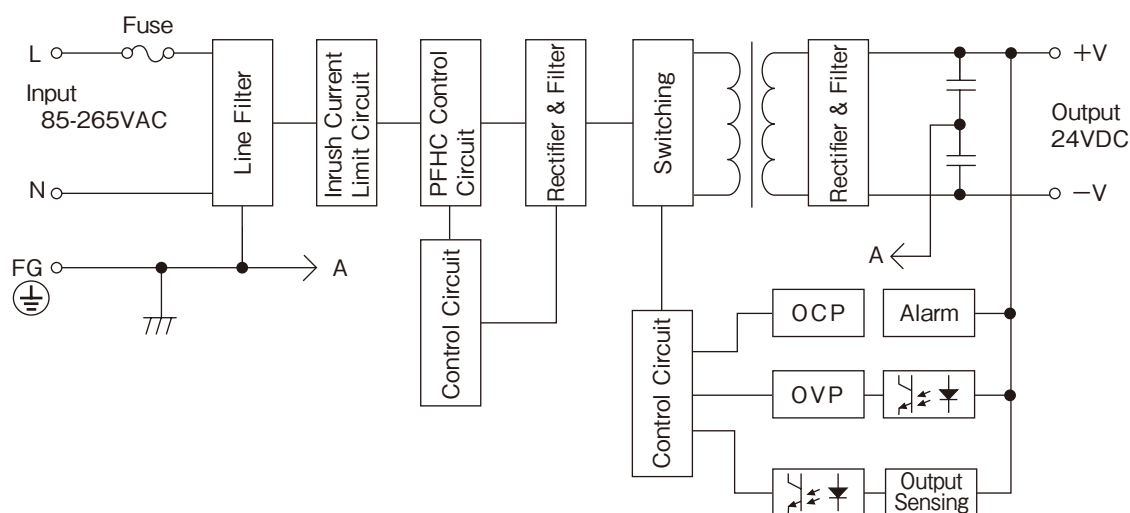 Fuse
L
Input
85-265VAC
N
FG
A
Line Filter
Inrush Current
Limit Circuit
PFHC Control
Circuit
Control Circuit
Rectifier & Filter
Switching
Rectifier & Filter
+V
Output
24VDC
−V
A
Control Circuit
OCP
Alarm
OVP
Output
Sensing